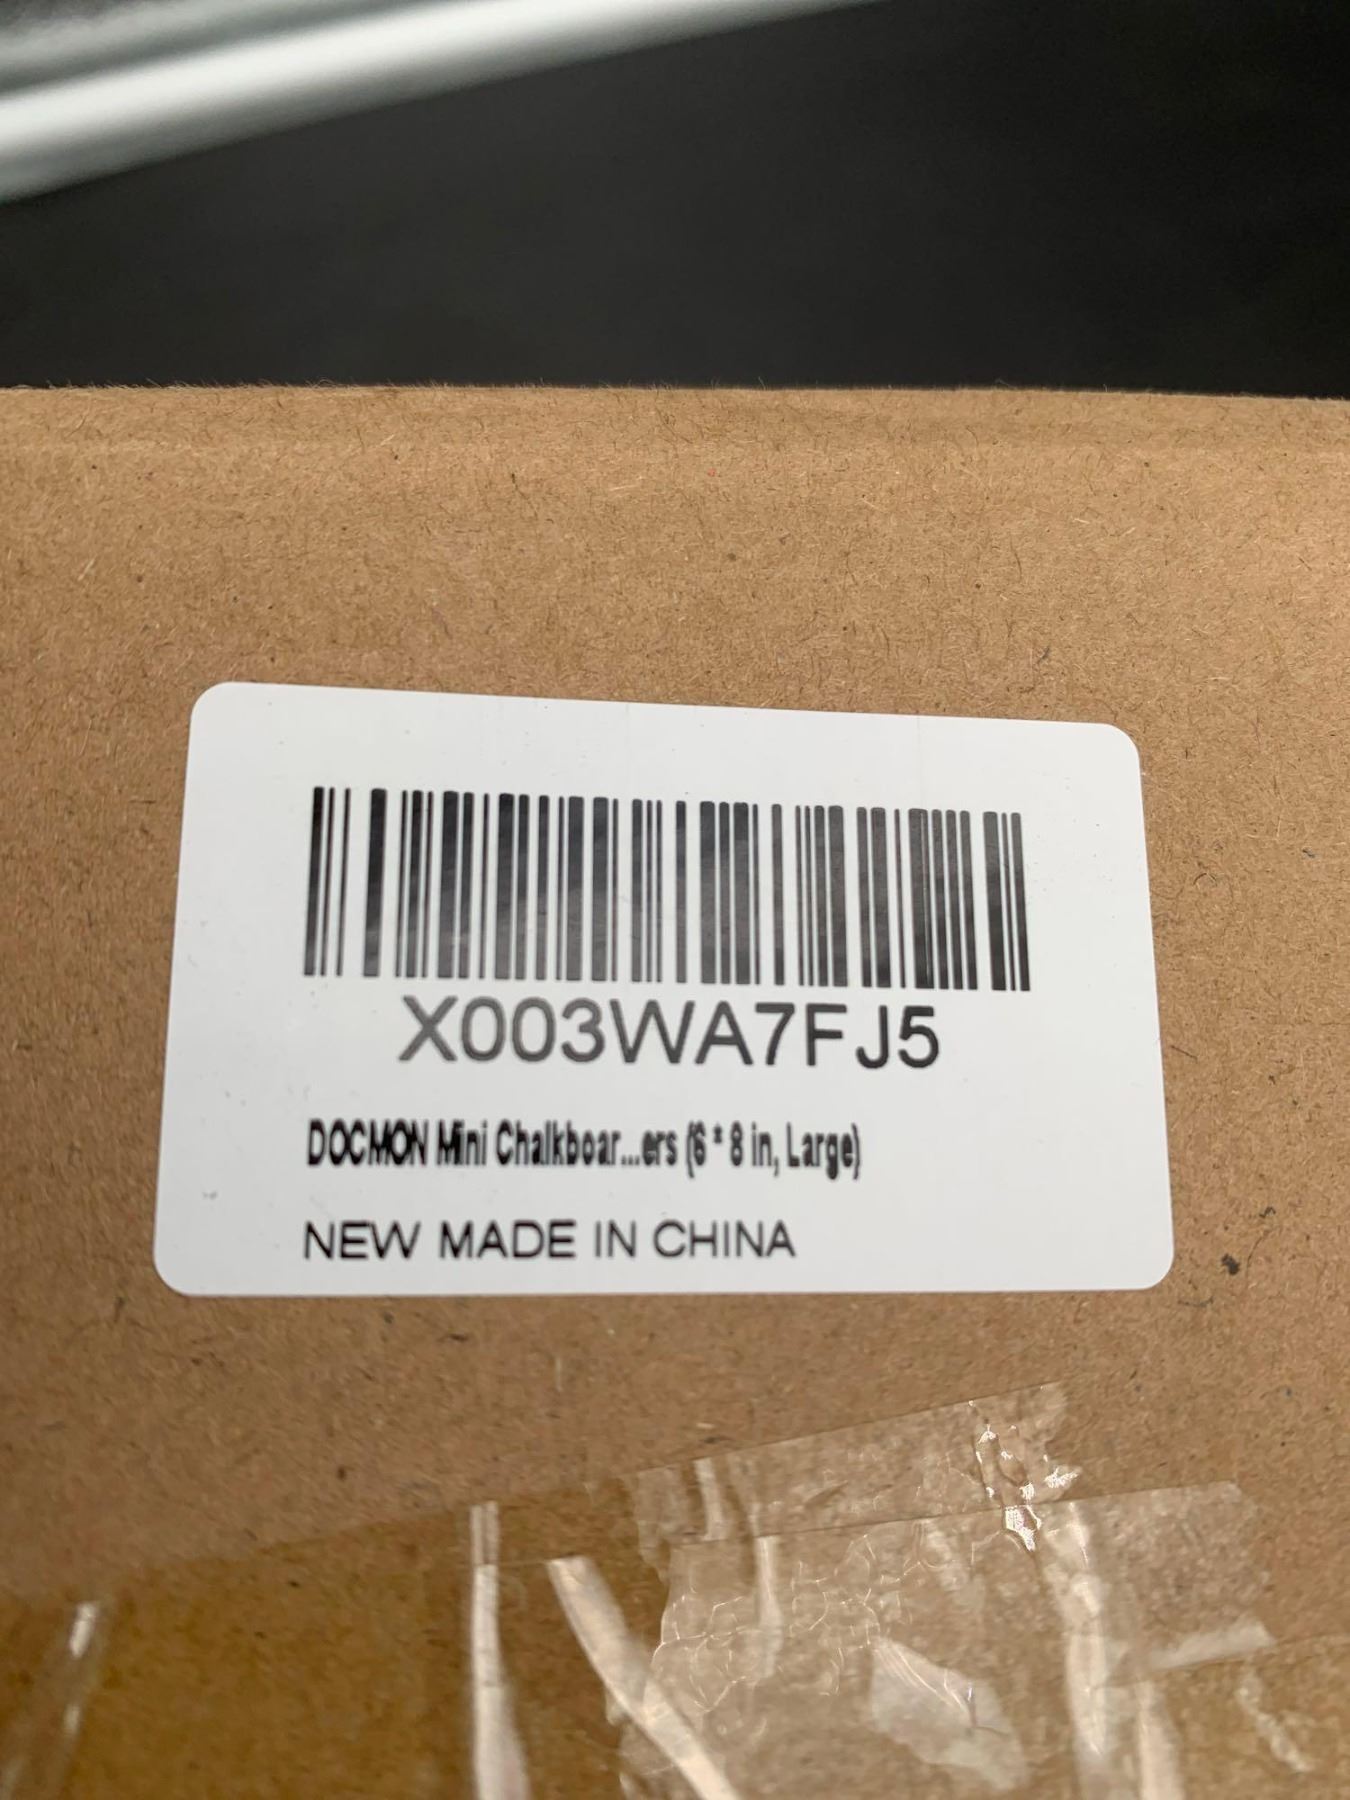 X003WA7FJ5
DOCMON Mini Chalkboar...ers (6 * 8 in, Large)
NEW MADE IN CHINA